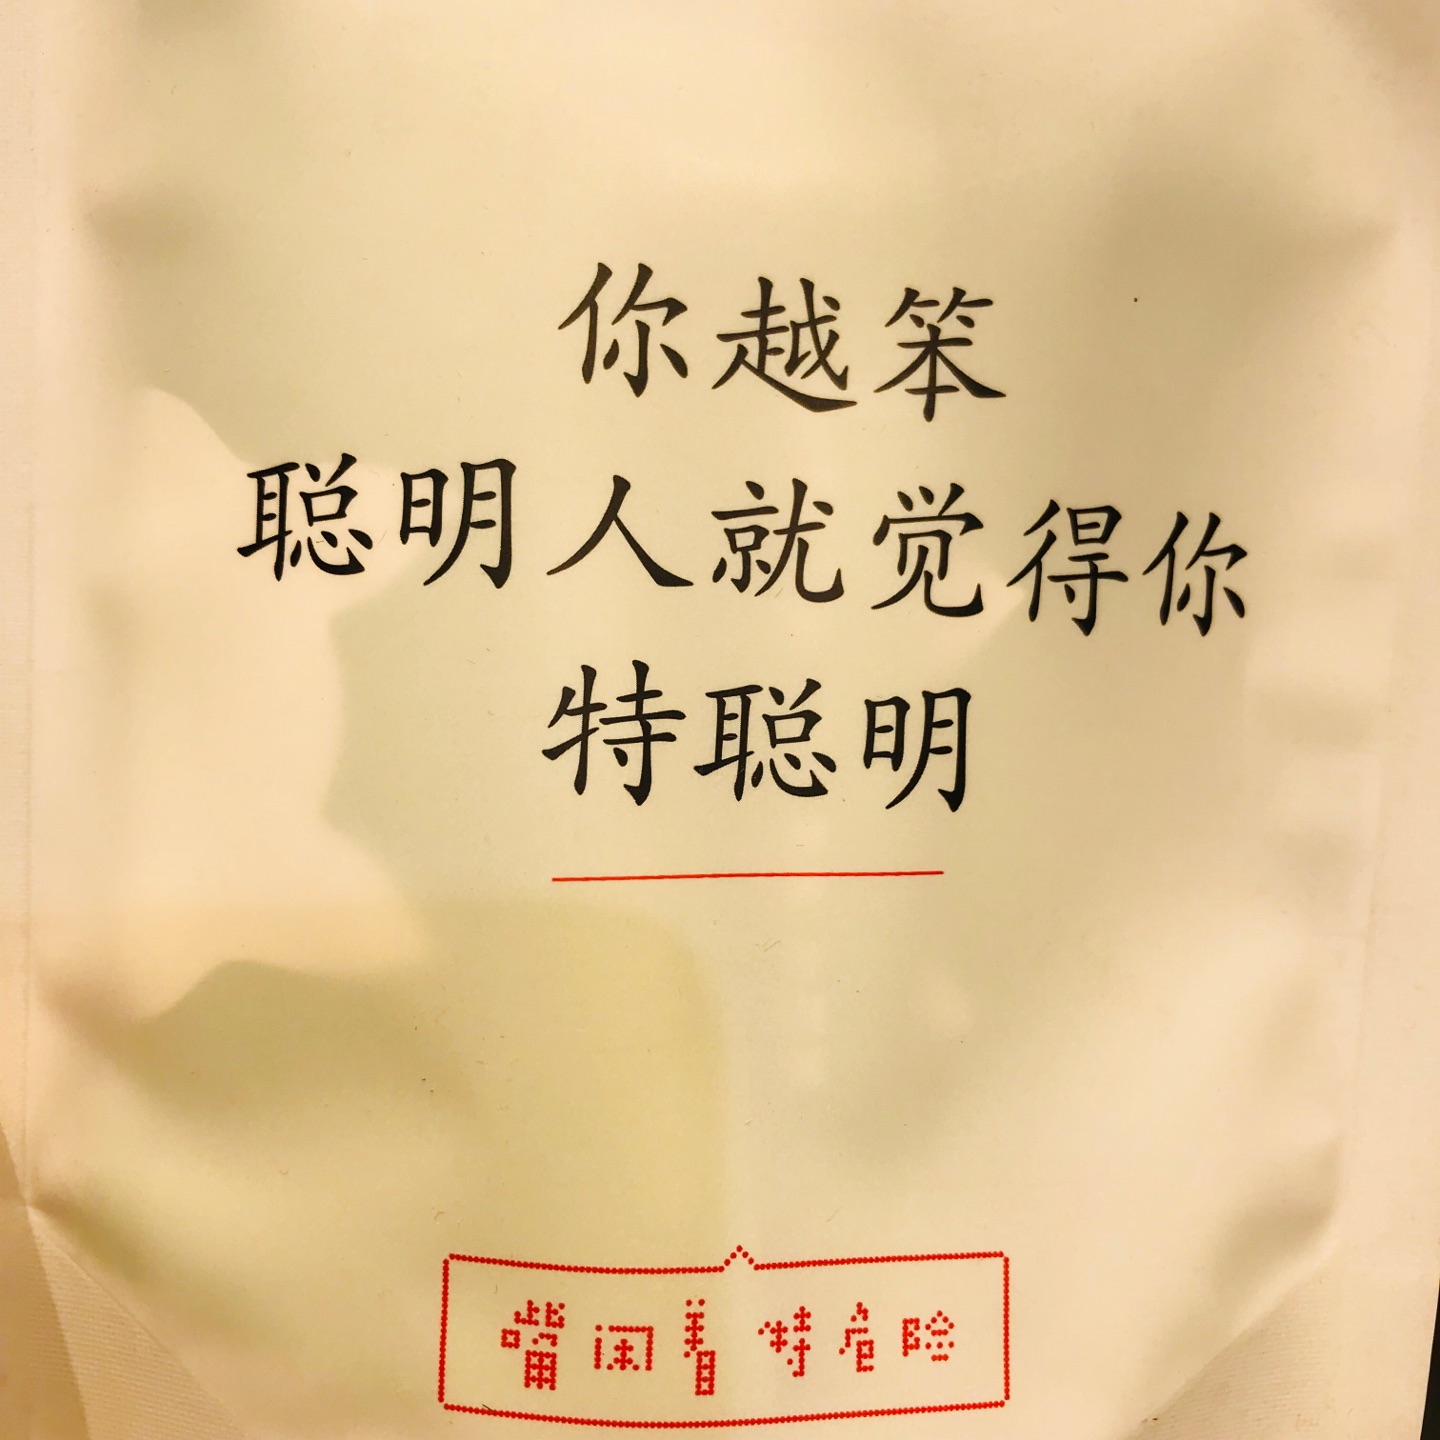 你越笨
聪明人就觉得你
特聪明
嘴闲着特危险